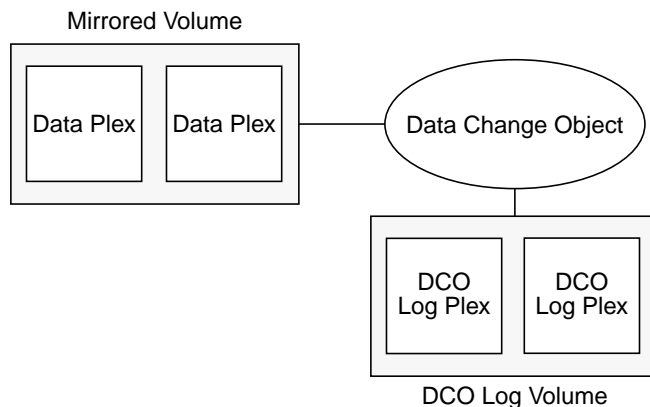 Mirrored Volume
Data Plex
Data Plex
Data Change Object
DCO
Log Plex
DCO
Log Plex
DCO Log Volume